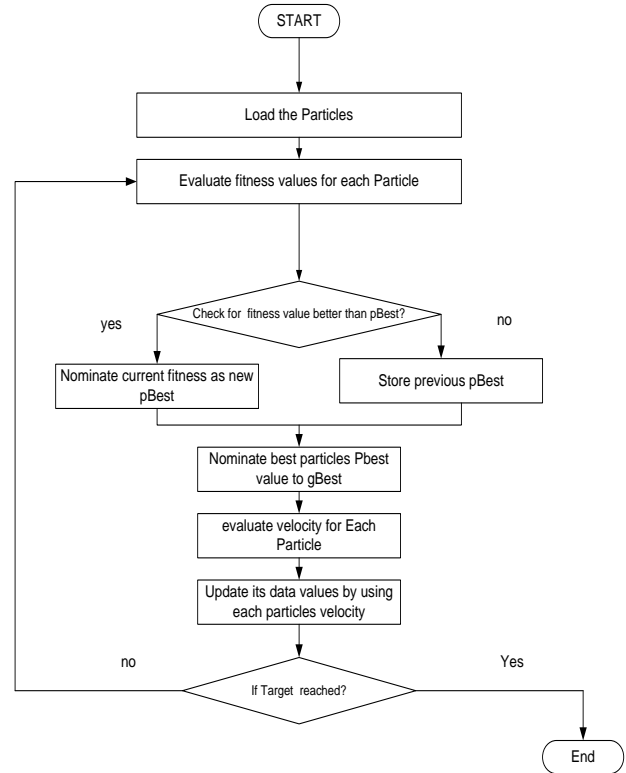 START
Load the Particles
Evaluate fitness values for each Particle
Check for fitness value better than pBest?
yes
no
Nominate current fitness as new
pBest
Store previous pBest
Nominate best particles Pbest
value to gBest
evaluate velocity for Each
Particle
Update its data values by using
each particles velocity
no
Yes
If Target reached?
End